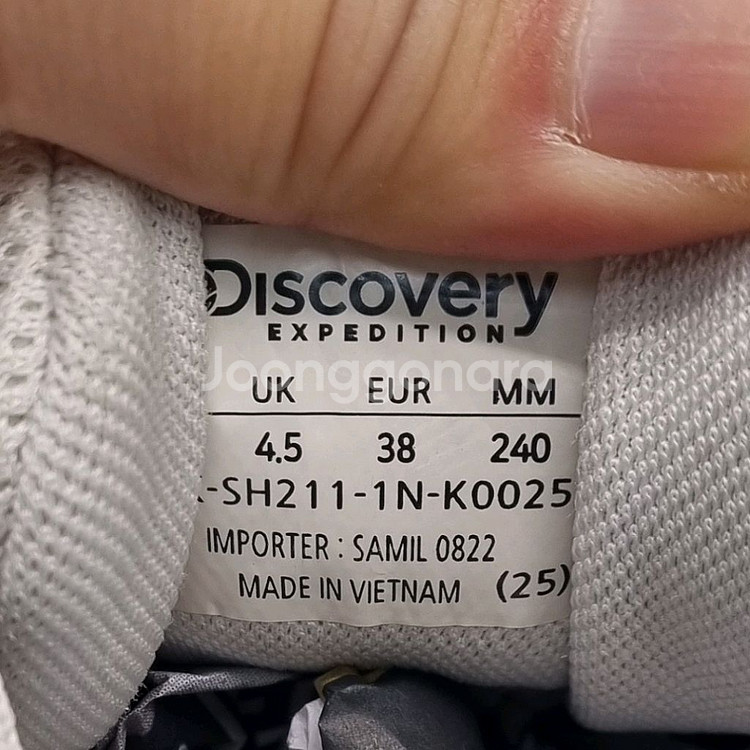 Discovery
EXPEDITION
Joonggonara
UK EUR MM
4.5 38 240
-SH211-1N-K0025
IMPORTER : SAMIL 0822
MADE IN VIETNAM (25)